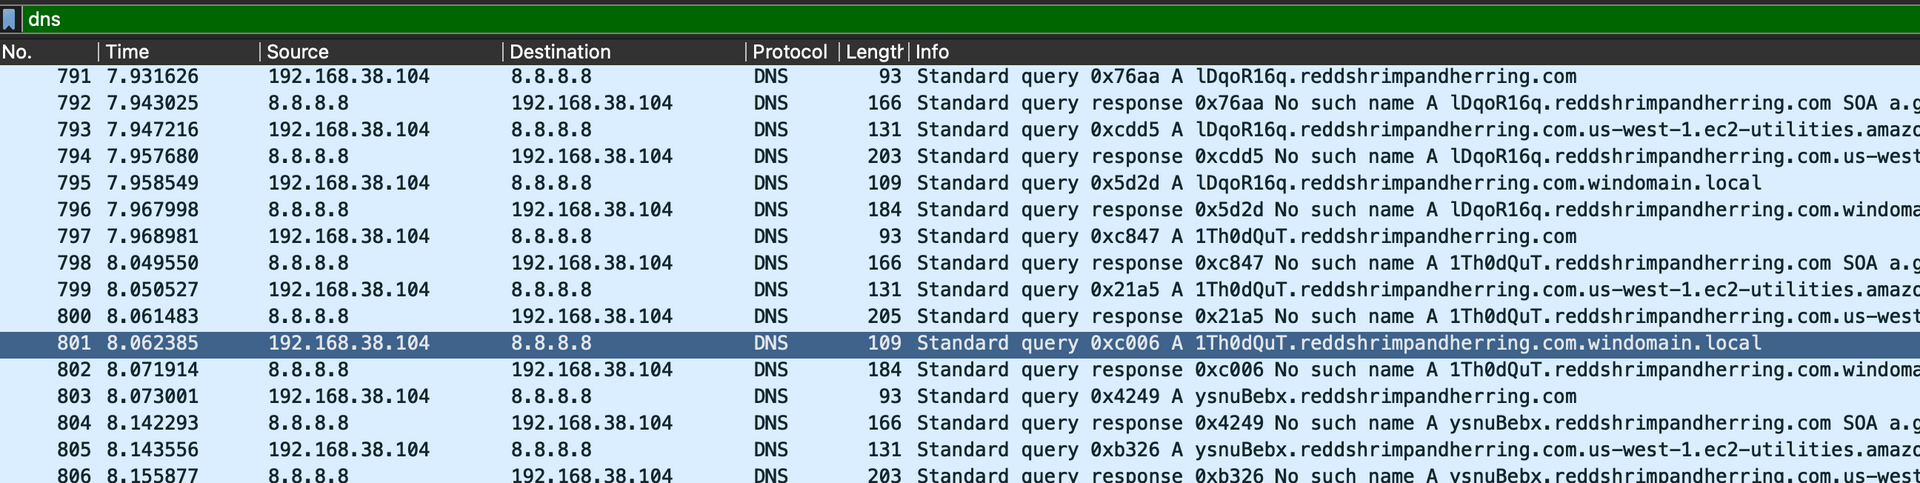 dns
No. Time Source Destination Protocol Length Info
791 7.931626 192.168.38.104 8.8.8.8 DNS 93 Standard query 0x76aa A lDqoR16q.reddshrimpandherring.com
792 7.943025 8.8.8.8 192.168.38.104 DNS 166 Standard query response 0x76aa No such name A lDqoR16q.reddshrimpandherring.com SOA a.g
793 7.947216 192.168.38.104 8.8.8.8 DNS 131 Standard query 0xcdd5 A lDqoR16q.reddshrimpandherring.com.us-west-1.ec2-utilities.amazo
794 7.957680 8.8.8.8 192.168.38.104 DNS 203 Standard query response 0xcdd5 No such name A lDqoR16q.reddshrimpandherring.com.us-west
795 7.958549 192.168.38.104 8.8.8.8 DNS 109 Standard query 0x5d2d A lDqoR16q.reddshrimpandherring.com.windomain.local
796 7.967998 8.8.8.8 192.168.38.104 DNS 184 Standard query response 0x5d2d No such name A lDqoR16q.reddshrimpandherring.com.windoma
797 7.968981 192.168.38.104 8.8.8.8 DNS 93 Standard query 0xc847 A 1Th0dQuT.reddshrimpandherring.com
798 8.049550 8.8.8.8 192.168.38.104 DNS 166 Standard query response 0xc847 No such name A 1Th0dQuT.reddshrimpandherring.com SOA a.g
799 8.050527 192.168.38.104 8.8.8.8 DNS 131 Standard query 0x21a5 A 1Th0dQuT.reddshrimpandherring.com.us-west-1.ec2-utilities.amazo
800 8.061483 8.8.8.8 192.168.38.104 DNS 205 Standard query response 0x21a5 No such name A 1Th0dQuT.reddshrimpandherring.com.us-west
801 8.062385 192.168.38.104 8.8.8.8 DNS 109 Standard query 0xc006 A 1Th0dQuT.reddshrimpandherring.com.windomain.local
802 8.071914 8.8.8.8 192.168.38.104 DNS 184 Standard query response 0xc006 No such name A 1Th0dQuT.reddshrimpandherring.com.windoma
803 8.073001 192.168.38.104 8.8.8.8 DNS 93 Standard query 0x4249 A ysnuBebx.reddshrimpandherring.com
804 8.142293 8.8.8.8 192.168.38.104 DNS 166 Standard query response 0x4249 No such name A ysnuBebx.reddshrimpandherring.com SOA a.g
805 8.143556 192.168.38.104 8.8.8.8 DNS 131 Standard query 0xb326 A ysnuBebx.reddshrimpandherring.com.us-west-1.ec2-utilities.amazo
806 8.155877 8.8.8.8 192.168.38.104 DNS 203 Standard query response 0xb326 No such name A ysnuBebx.reddshrimpandherring.com.us-west